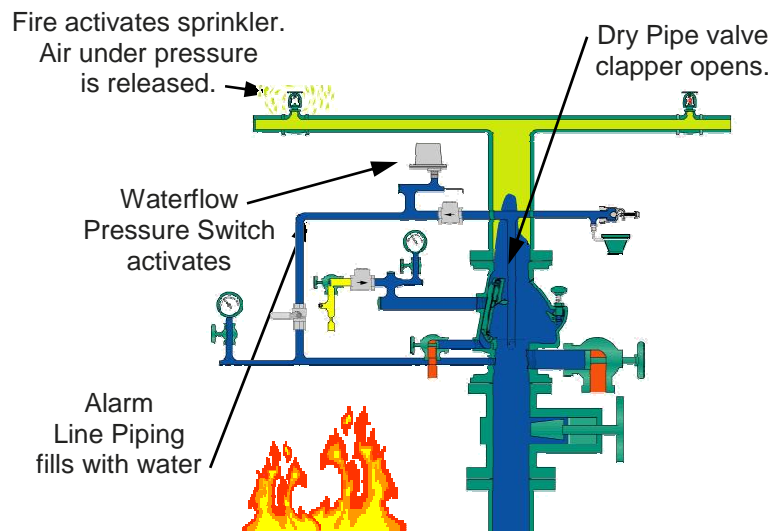 Fire activates sprinkler.
Air under pressure
is released.
Dry Pipe valve
clapper opens.
Waterflow
Pressure Switch
activates
Alarm
Line Piping
fills with water